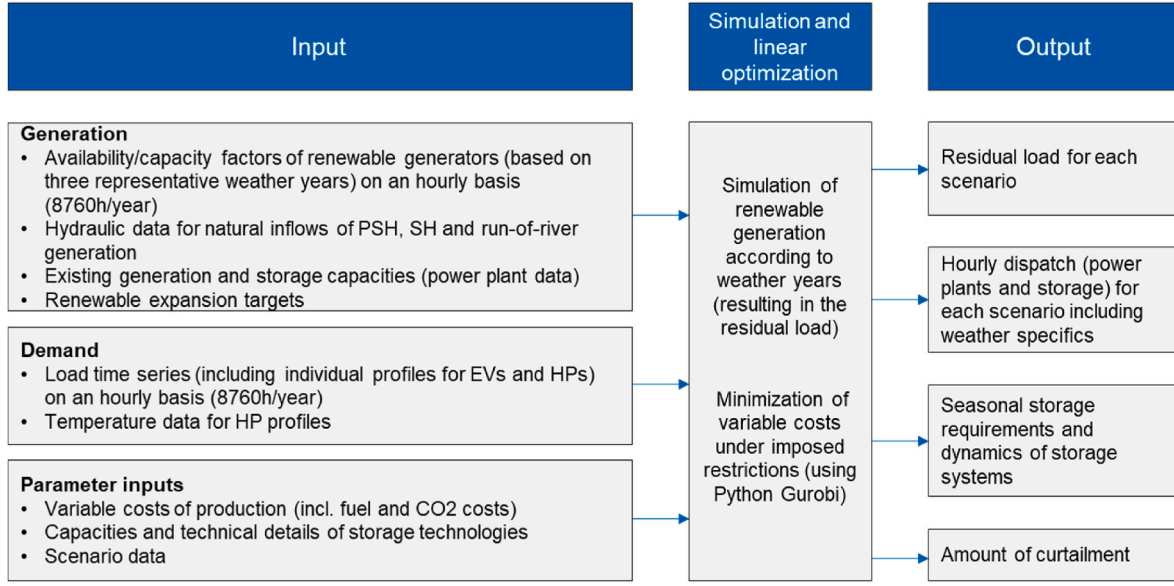 Input
Simulation and
linear
optimization
Output
Generation
• Availability/capacity factors of renewable generators (based on
three representative weather years) on an hourly basis
(8760h/year)
• Hydraulic data for natural inflows of PSH, SH and run-of-river
generation
• Existing generation and storage capacities (power plant data)
• Renewable expansion targets
Demand
• Load time series (including individual profiles for EVs and HPs)
on an hourly basis (8760h/year)
• Temperature data for HP profiles
Parameter inputs
• Variable costs of production (incl. fuel and CO2 costs)
• Capacities and technical details of storage technologies
• Scenario data
Simulation of
renewable
generation
according to
weather years
(resulting in the
residual load)
Minimization of
variable costs
under imposed
restrictions (using
Python Gurobi)
Residual load for each
scenario
Hourly dispatch (power
plants and storage) for
each scenario including
weather specifics
Seasonal storage
requirements and
dynamics of storage
systems
Amount of curtailment